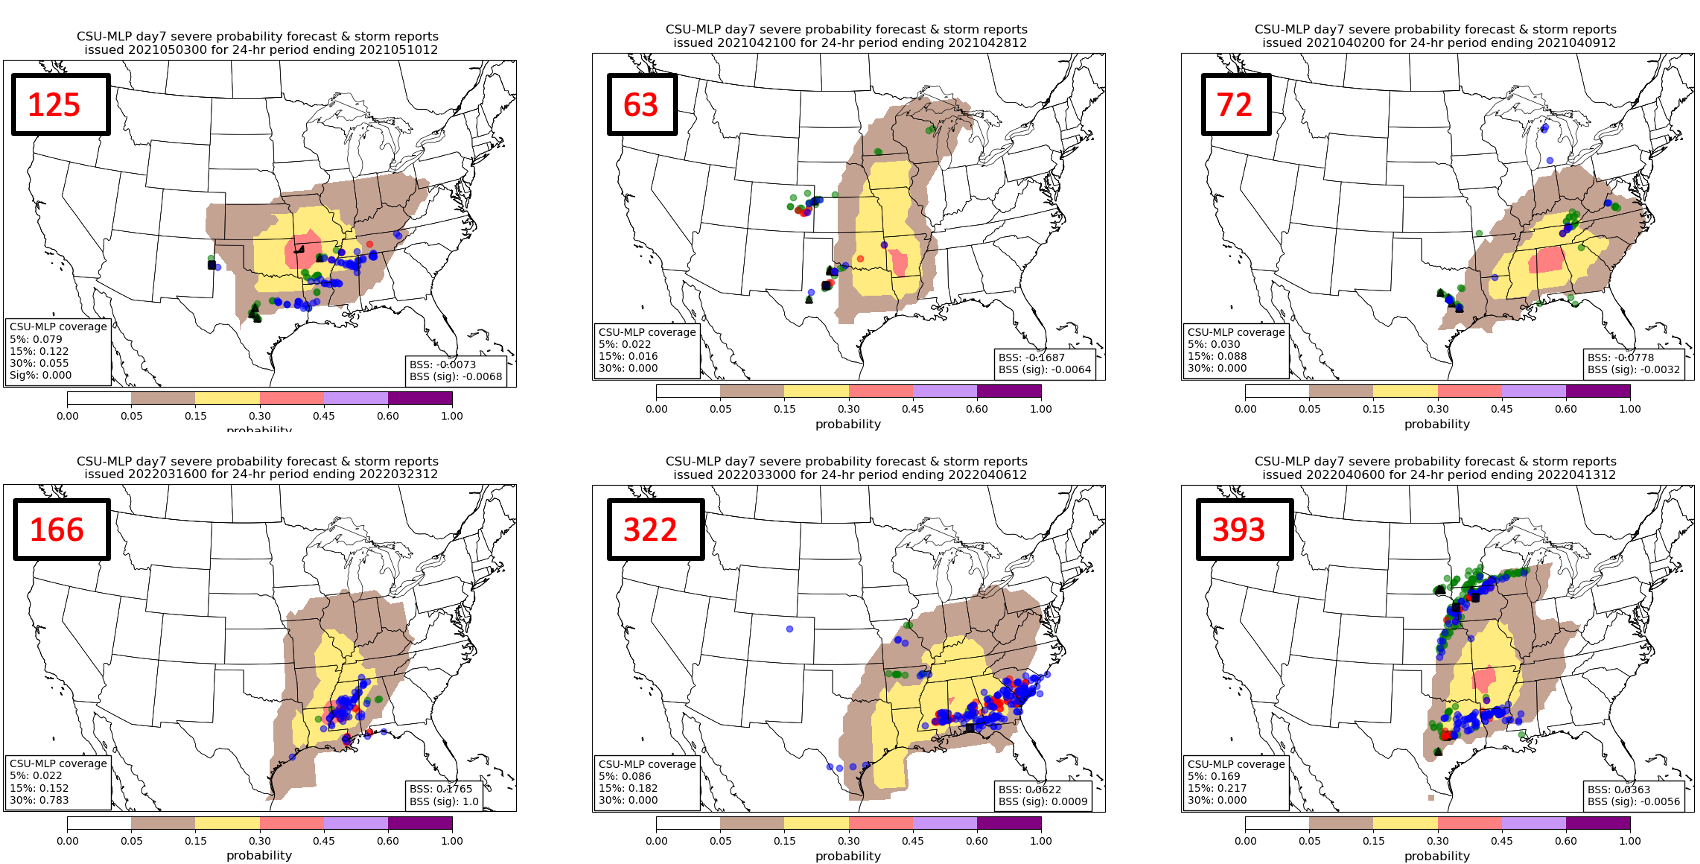 CSU-MLP day7 severe probability forecast & storm reports
issued 2021050300 for 24-hr period ending 2021051012
125
CSU-MLP coverage
5%: 0.079
15%: 0.122
30%: 0.055
Sig%: 0.000
BSS: -0.0073
BSS (sig): -0.0068
0.00 0.05 0.15 0.30 0.45 0.60 1.00
probability
CSU-MLP day7 severe probability forecast & storm reports
issued 2021042100 for 24-hr period ending 2021042812
63
CSU-MLP coverage
5%: 0.022
15%: 0.016
30%: 0.000
BSS: -0.1687
BSS (sig): -0.0064
0.00 0.05 0.15 0.30 0.45 0.60 1.00
probability
CSU-MLP day7 severe probability forecast & storm reports
issued 2021040200 for 24-hr period ending 2021040912
72
CSU-MLP coverage
5%: 0.030
15%: 0.088
30%: 0.000
BSS: -0.0778
BSS (sig): -0.0032
0.00 0.05 0.15 0.30 0.45 0.60 1.00
probability
CSU-MLP day7 severe probability forecast & storm reports
issued 2022031600 for 24-hr period ending 2022032312
166
CSU-MLP coverage
5%: 0.022
15%: 0.152
30%: 0.783
BSS: 0.1765
BSS (sig): 1.0
0.00 0.05 0.15 0.30 0.45 0.60 1.00
probability
CSU-MLP day7 severe probability forecast & storm reports
issued 2022033000 for 24-hr period ending 2022040612
322
CSU-MLP coverage
5%: 0.086
15%: 0.182
30%: 0.000
BSS: 0.0622
BSS (sig): 0.0009
0.00 0.05 0.15 0.30 0.45 0.60 1.00
probability
CSU-MLP day7 severe probability forecast & storm reports
issued 2022040600 for 24-hr period ending 2022041312
393
CSU-MLP coverage
5%: 0.169
15%: 0.217
30%: 0.000
BSS: 0.0363
BSS (sig): -0.0056
0.00 0.05 0.15 0.30 0.45 0.60 1.00
probability